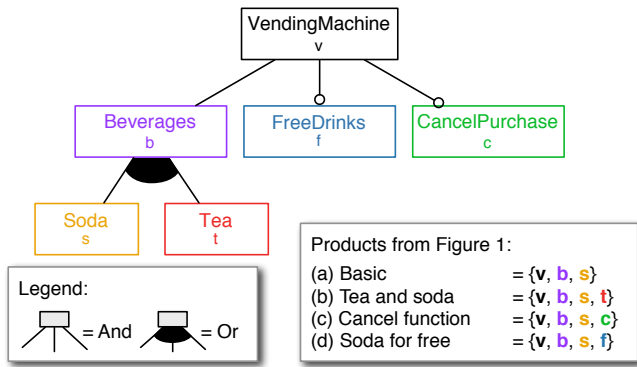 VendingMachine
v
Beverages
b
FreeDrinks
f
CancelPurchase
c
Soda
s
Tea
t
Legend:
= And
= Or
Products from Figure 1:
(a) Basic = {v, b, s}
(b) Tea and soda = {v, b, s, t}
(c) Cancel function = {v, b, s, c}
(d) Soda for free = {v, b, s, f}